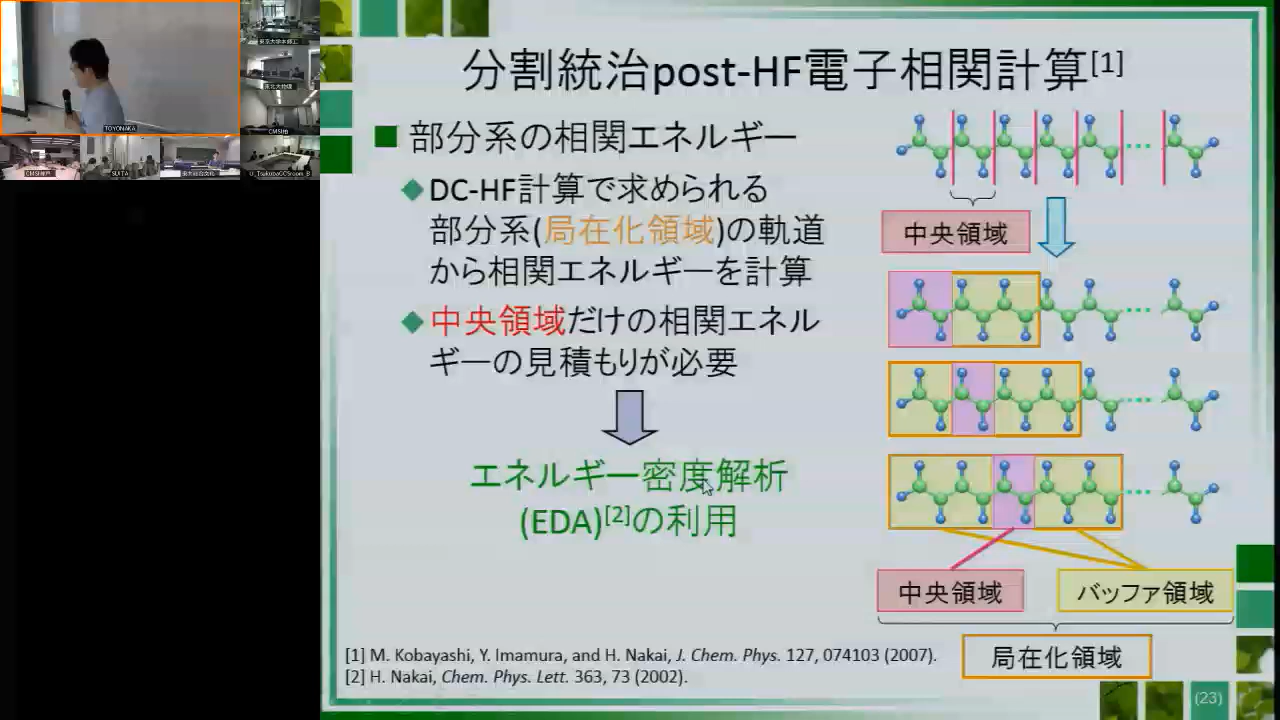 分割統治post-HF電子相関計算[1]
部分系の相関エネルギー
DC-HF計算で求められる
部分系(局在化領域)の軌道
から相関エネルギーを計算
中央領域だけの相関エネル
ギーの見積もりが必要
エネルギー密度解析
(EDA)[2]の利用
中央領域
中央領域
バッファ領域
局在化領域
[1] M. Kobayashi, Y. Imamura, and H. Nakai, J. Chem. Phys. 127, 074103 (2007).
[2] H. Nakai, Chem. Phys. Lett. 363, 73 (2002).
(23)
TOYONAKA
CMSI神戸
SUITA